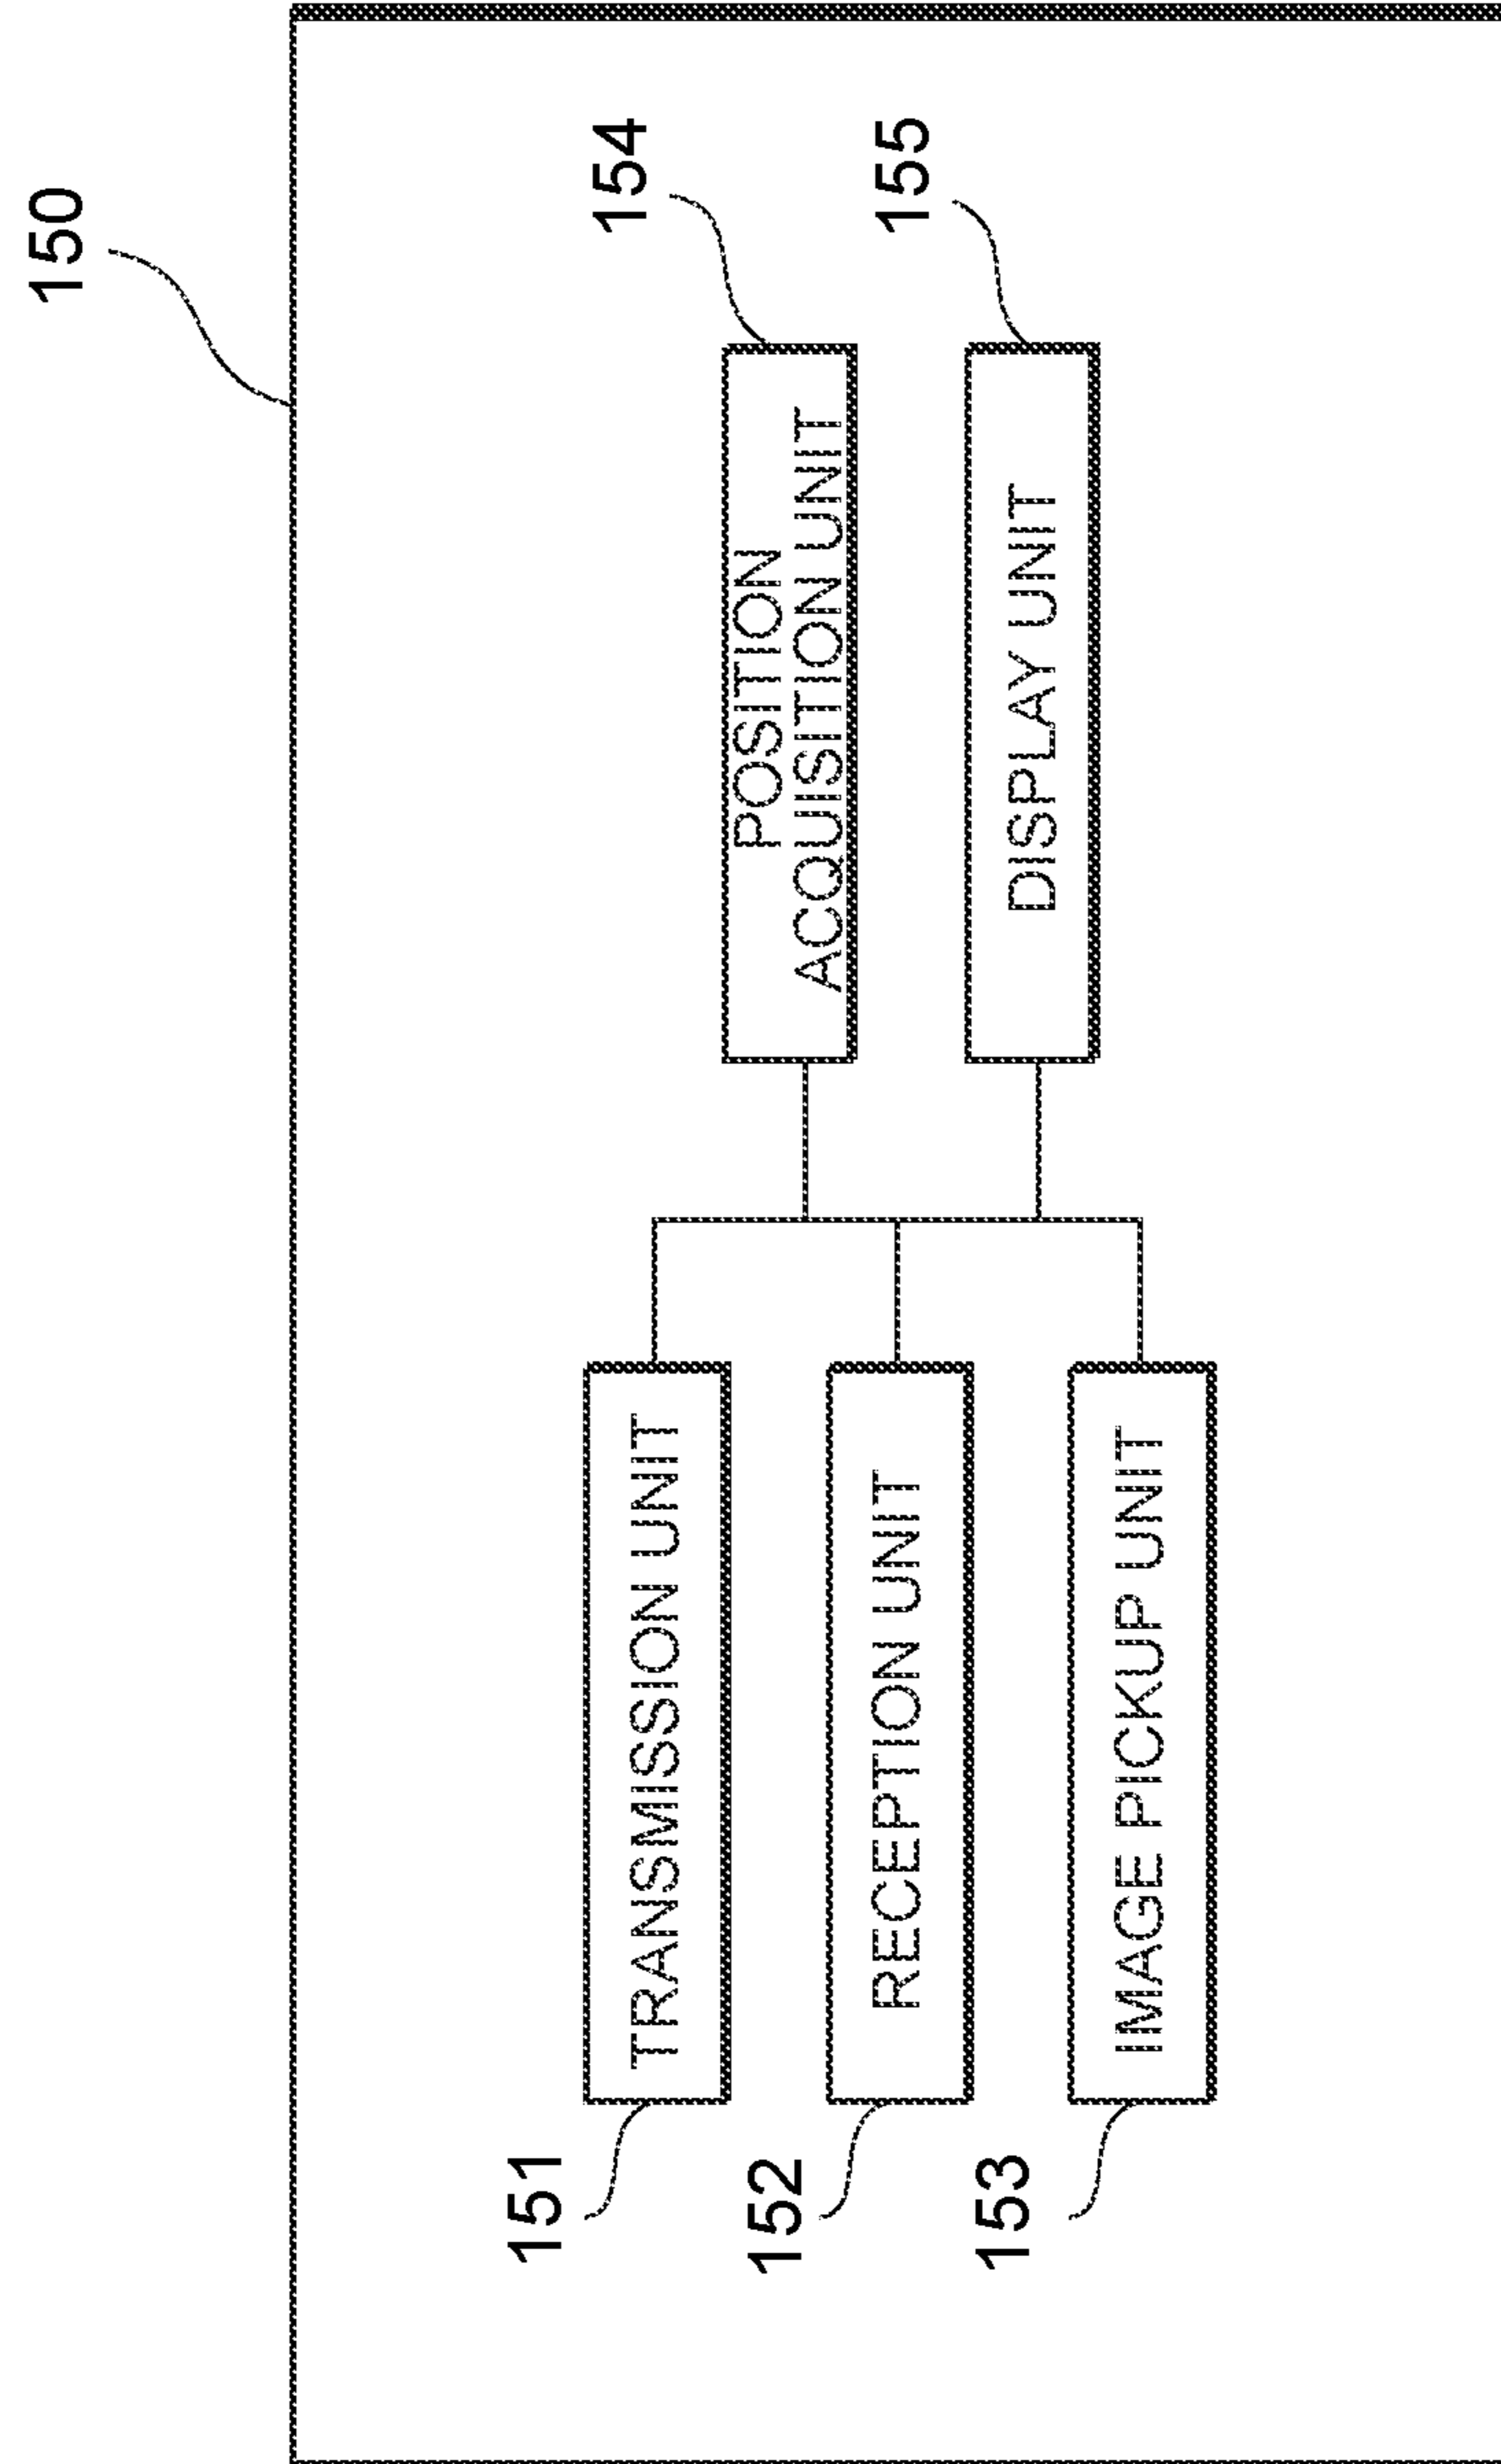 150
151
TRANSMISSION UNIT
152
RECEPTION UNIT
153
IMAGE PICKUP UNIT
154
POSITION
ACQUISITION UNIT
155
DISPLAY UNIT